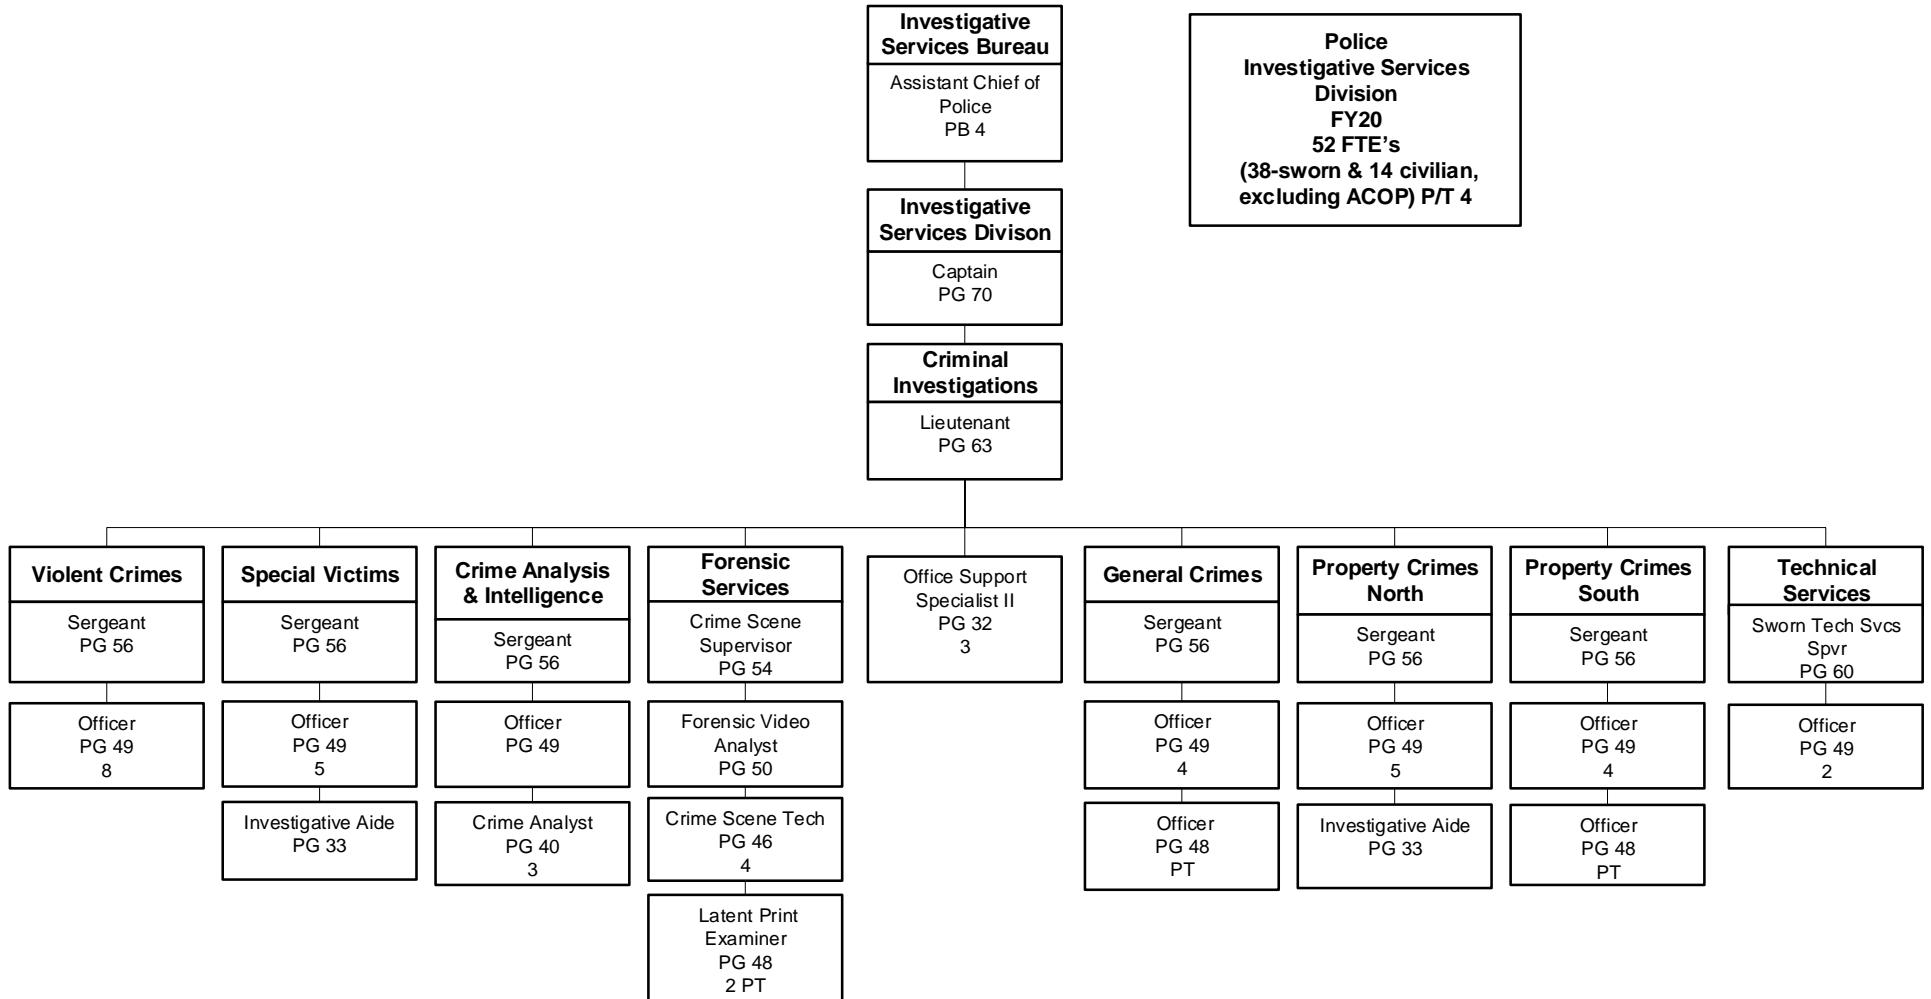 Investigative
Services Bureau
Assistant Chief of
Police
PB 4
Police
Investigative Services
Division
FY20
52 FTE’s
(38-sworn & 14 civilian,
excluding ACOP) P/T 4
Investigative
Services Divison
Captain
PG 70
Criminal
Investigations
Lieutenant
PG 63
Violent Crimes
Sergeant
PG 56
Officer
PG 49
8
Special Victims
Sergeant
PG 56
Officer
PG 49
5
Investigative Aide
PG 33
Crime Analysis
& Intelligence
Sergeant
PG 56
Officer
PG 49
Crime Analyst
PG 40
3
Forensic
Services
Crime Scene
Supervisor
PG 54
Forensic Video
Analyst
PG 50
Crime Scene Tech
PG 46
4
Latent Print
Examiner
PG 48
2 PT
Office Support
Specialist II
PG 32
3
General Crimes
Sergeant
PG 56
Officer
PG 49
4
Officer
PG 48
PT
Property Crimes
North
Sergeant
PG 56
Officer
PG 49
5
Investigative Aide
PG 33
Property Crimes
South
Sergeant
PG 56
Officer
PG 49
4
Officer
PG 48
PT
Technical
Services
Sworn Tech Svcs
Spvr
PG 60
Officer
PG 49
2